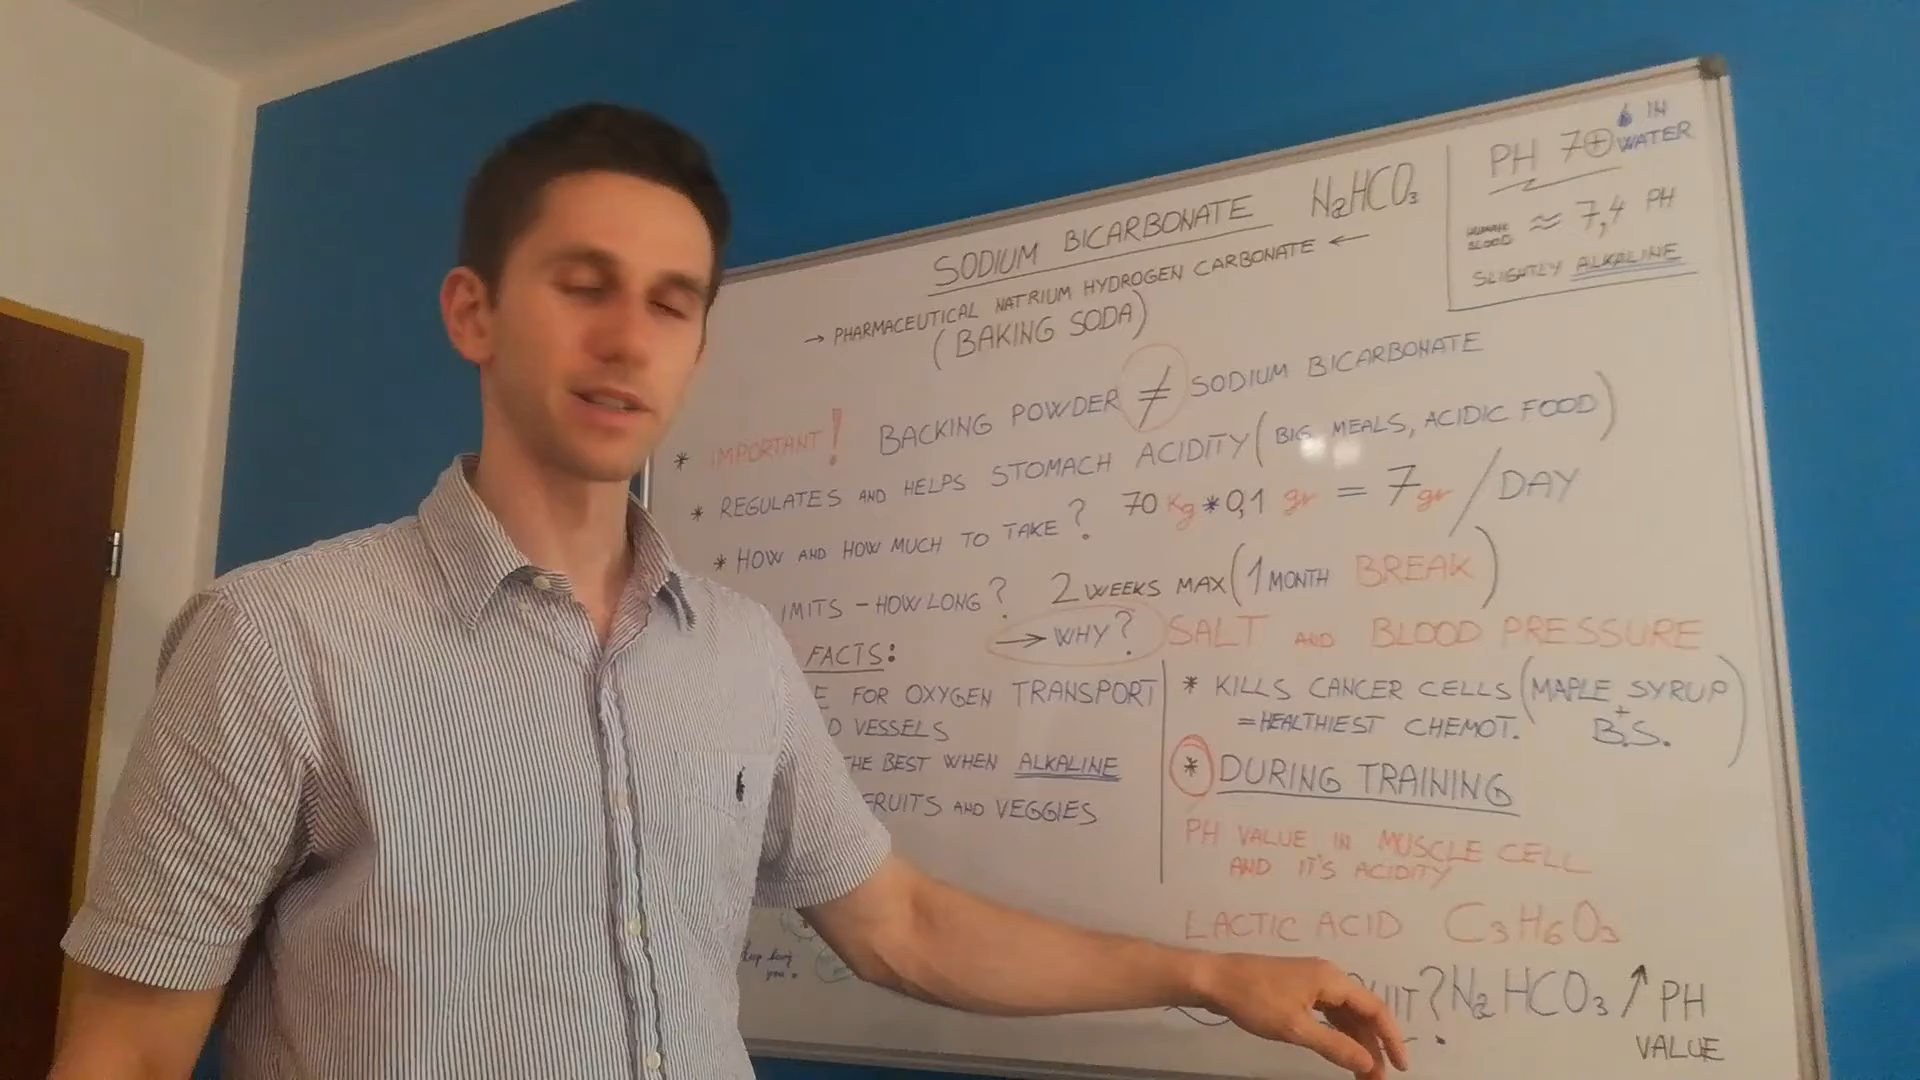 SODIUM BICARBONATE NaHCO3
→ PHARMACEUTICAL NATRIUM HYDROGEN CARBONATE ←
(BAKING SODA)
PH 7⊕ IN WATER
HUMAN BLOOD ≈ 7,4 PH
SLIGHTLY ALKALINE
* IMPORTANT! BACKING POWDER ≠ SODIUM BICARBONATE
* REGULATES AND HELPS STOMACH ACIDITY (BIG MEALS, ACIDIC FOOD)
* HOW AND HOW MUCH TO TAKE? 70 Kg * 0,1 gr = 7 gr / DAY
IMITS - HOW LONG? 2 WEEKS MAX (1 MONTH BREAK)
→ WHY? SALT AND BLOOD PRESSURE
FACTS:
E FOR OXYGEN TRANSPORT
D VESSELS
THE BEST WHEN ALKALINE
FRUITS AND VEGGIES
* KILLS CANCER CELLS (MAPLE SYRUP + B.S.)
= HEALTHIEST CHEMOT.
* DURING TRAINING
PH VALUE IN MUSCLE CELL
AND IT'S ACIDITY
LACTIC ACID C3H6O3
UIT? NaHCO3 ↑ PH
VALUE
Keep being
you